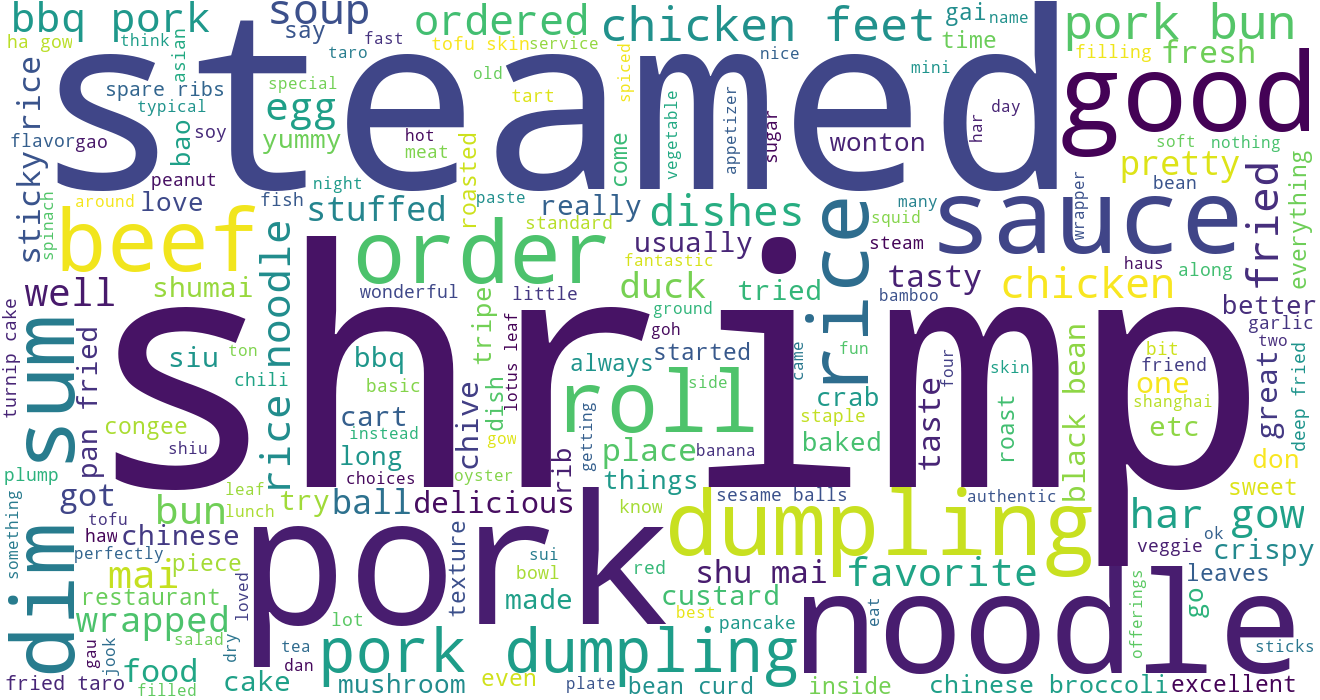 bbq pork
soup
ordered
chicken feet
gai
name
pork bun
ha gow
think
asian
say
fast
taro
tofu skin
service
spiced
nice
time
filling
fresh
steamed
good
rice
spare ribs
typical
special
egg
old
tart
vegetable
appetizer
sugar
mini
day
har
flavor
gao
soy
bao
yummy
hot
meat
roasted
come
wonton
soft
nothing
pretty
sticky
peanut
night
bean
spinach
around
love
fish
stuffed
paste
standard
really
dishes
rice
squid
many
sauce
wrapper
fried
everything
beef
order
usually
steam
fantastic
tasty
chicken
haus
along
well
shumai
rice noodle
wonderful
tripe
little
duck
tried
bamboo
better
garlic
turnip cake
dim sum
pan fried
shrimp
ground
goh
lotus leaf
siu
ton
bbq
always
started
came
fun
four
skin
bit
friend
two
deep fried
great
chili
basic
dish
roll
side
crab
taste
roast
black bean
one
shanghai
congee
cart
instead
chive
getting
staple
etc
shiu
long
gow
place
banana
baked
don
plump
choices
oyster
rib
things
sweet
got
leaf
lunch
try
ball
delicious
know
sesame balls
authentic
something
tofu
haw
bun
chinese
pork
dumpling
har gow
ok
veggie
crispy
perfectly
mai
piece
loved
texture
sui
bowl
red
shu mai
favorite
leaves
restaurant
made
custard
noodle
go
wrapped
salad
lot
best
pancake
eat
offerings
gau
jook
dry
tea
dan
pork dumpling
sticks
fried taro
food
filled
cake
mushroom
even
plate
bean curd
inside
chinese broccoli
excellent